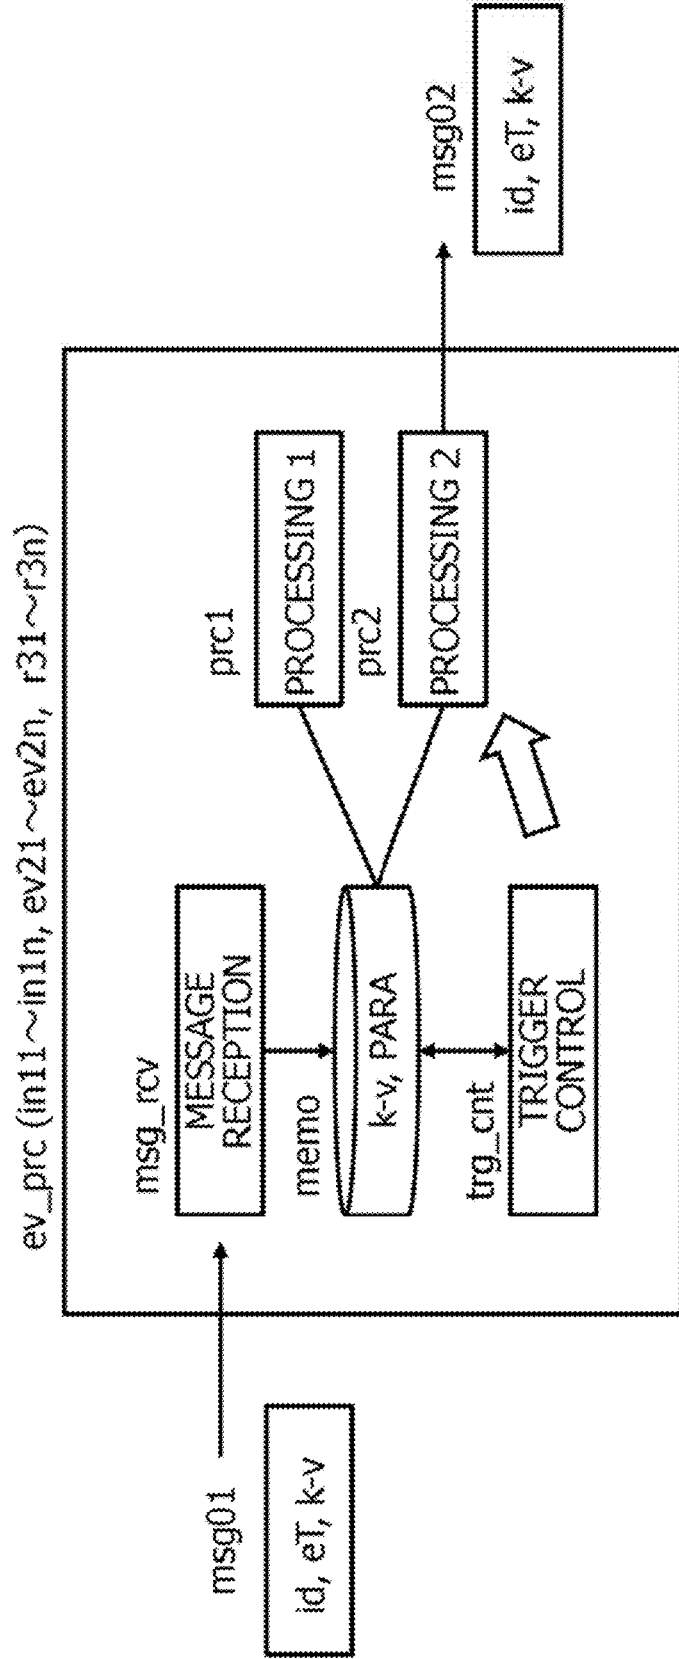 ev_prc (in11~in1n, ev21~ev2n, r31~r3n)
msg01
id, eT, k-v
msg_rcv
MESSAGE
RECEPTION
memo
k-v, PARA
trg_cnt
TRIGGER
CONTROL
prc1
PROCESSING 1
prc2
PROCESSING 2
msg02
id, eT, k-v